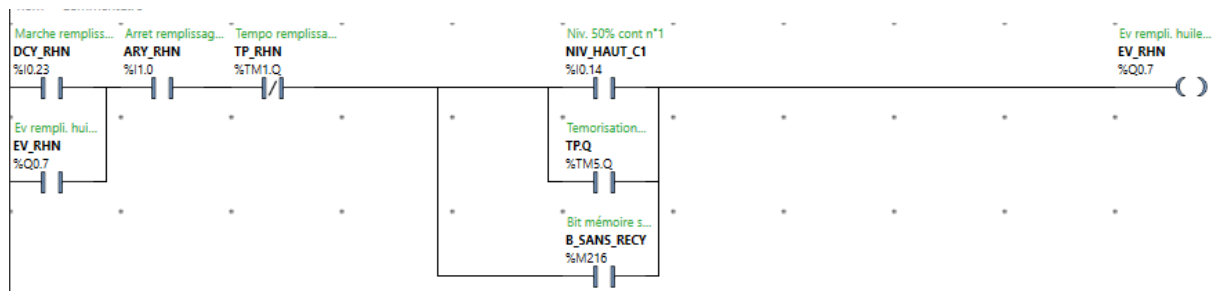 Marche rempliss... Arret remplissag... Tempo remplissa... Niv. 50% cont n°1 Ev rempli. huile...
DCY_RHN ARY_RHN TP_RHN NIV_HAUT_C1 EV_RHN
%I0.23 %I1.0 %TM1.Q %I0.14 %Q0.7
Ev rempli. hui... Temorisation...
EV_RHN TP.Q
%Q0.7 %TM5.Q
Bit mémoire s...
B_SANS_RECY
%M216